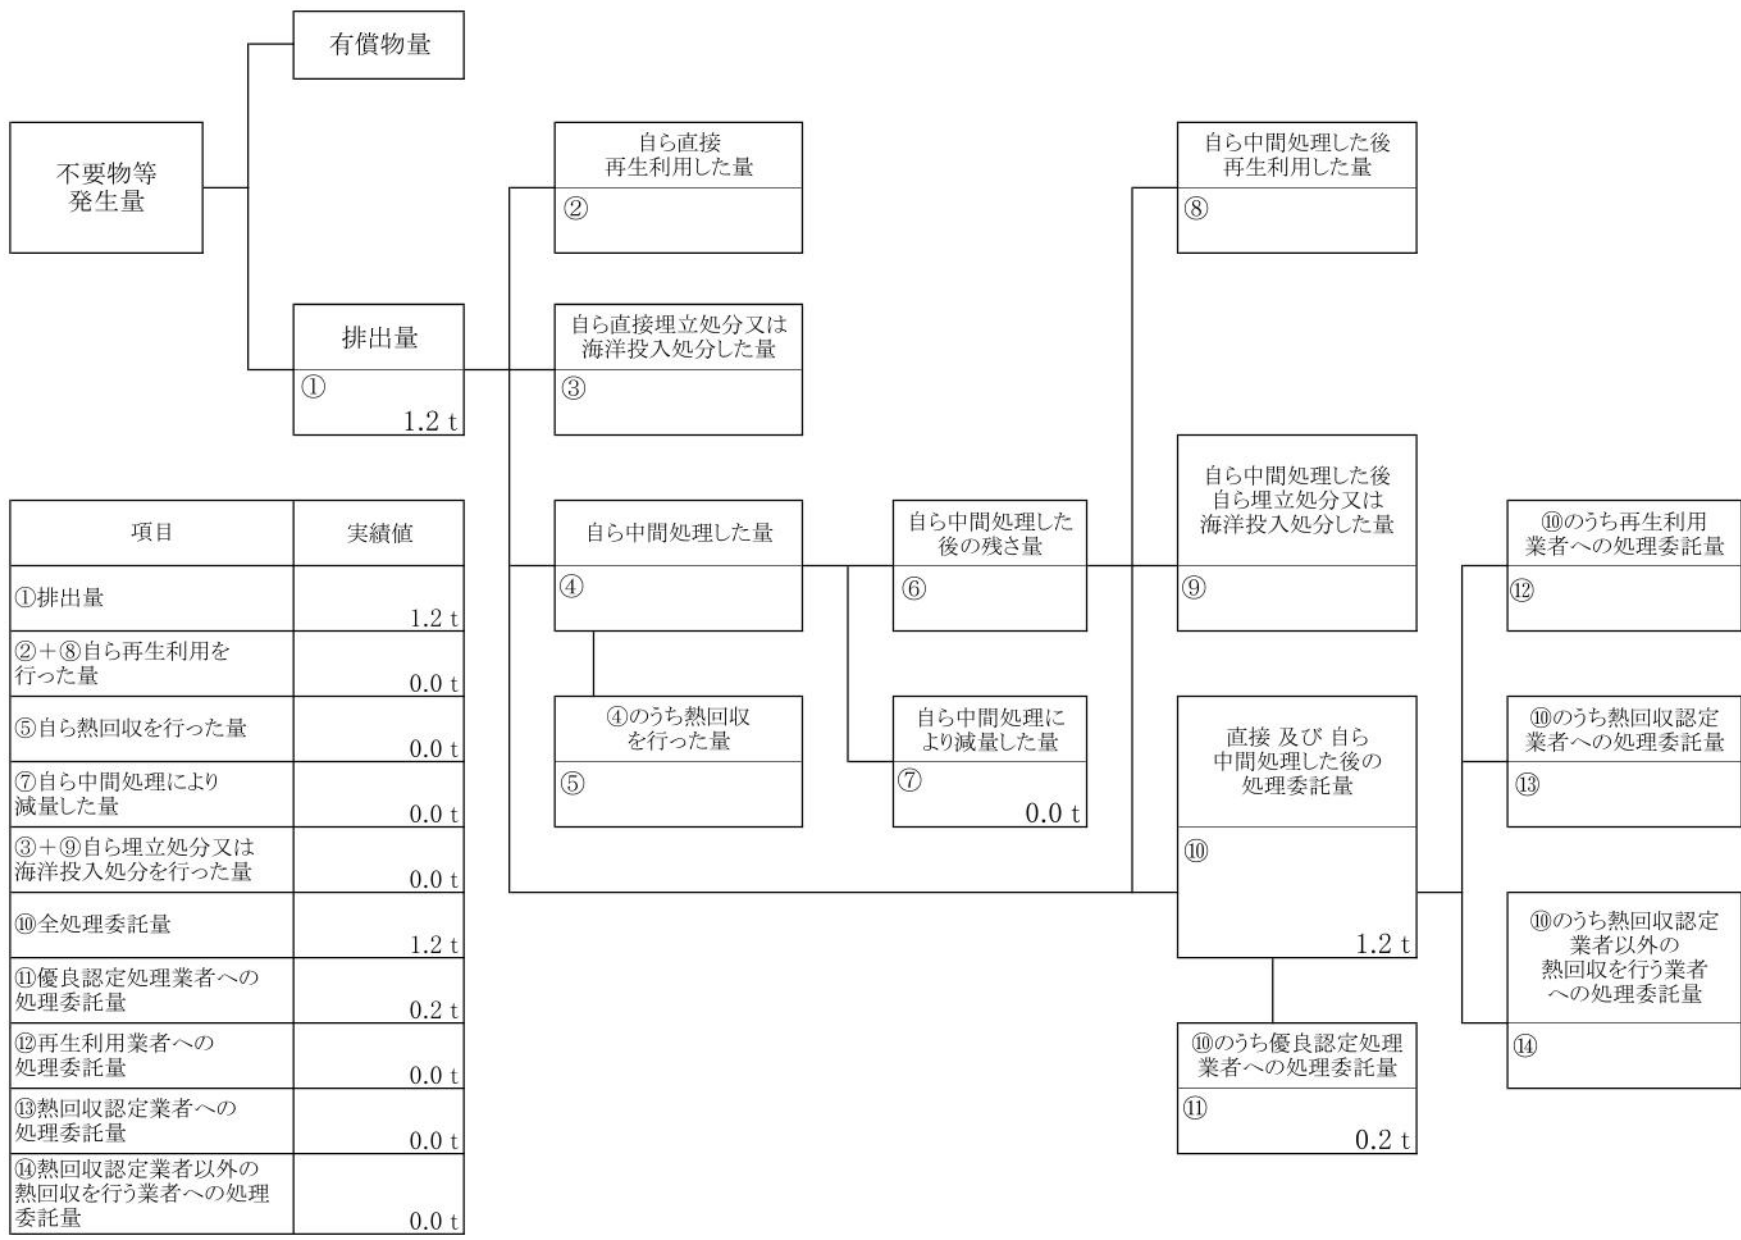 有償物量
不要物等
発生量
自ら直接
再生利用した量
②
自ら中間処理した後
再生利用した量
⑧
排出量
①
1.2 t
自ら直接埋立処分又は
海洋投入処分した量
③
自ら中間処理した量
④
自ら中間処理した
後の残さ量
⑥
自ら中間処理した後
自ら埋立処分又は
海洋投入処分した量
⑨
⑩のうち再生利用
業者への処理委託量
⑫
④のうち熱回収
を行った量
⑤
自ら中間処理に
より減量した量
⑦
0.0 t
直接 及び 自ら
中間処理した後の
処理委託量
⑩
1.2 t
⑩のうち熱回収認定
業者への処理委託量
⑬
⑩のうち熱回収認定
業者以外の
熱回収を行う業者
への処理委託量
⑭
⑩のうち優良認定処理
業者への処理委託量
⑪
0.2 t
項目 実績値
①排出量
1.2 t
②＋⑧自ら再生利用を
行った量
0.0 t
⑤自ら熱回収を行った量
0.0 t
⑦自ら中間処理により
減量した量
0.0 t
③＋⑨自ら埋立処分又は
海洋投入処分を行った量
0.0 t
⑩全処理委託量
1.2 t
⑪優良認定処理業者への
処理委託量
0.2 t
⑫再生利用業者への
処理委託量
0.0 t
⑬熱回収認定業者への
処理委託量
0.0 t
⑭熱回収認定業者以外の
熱回収を行う業者への処理
委託量
0.0 t